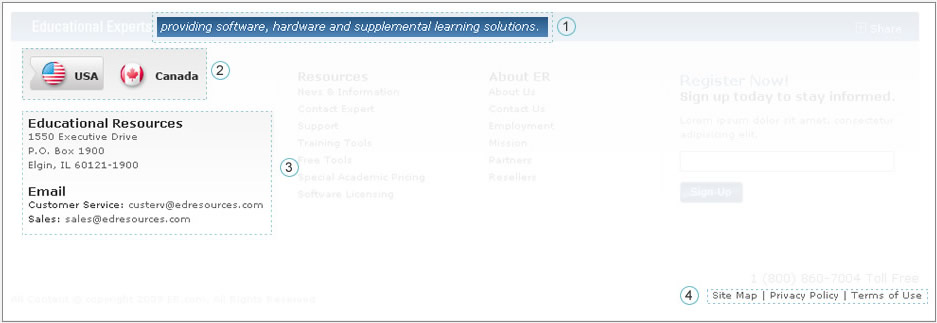 Educational Experts providing software, hardware and supplemental learning solutions. 1
Share
USA Canada 2
Educational Resources
1550 Executive Drive
P.O. Box 1900
Elgin, IL 60121-1900
Email
Customer Service: custerv@edresources.com
Sales: sales@edresources.com
3
Resources
News & Information
Contact Expert
Support
Training Tools
Free Tools
Special Academic Pricing
Software Licensing
About ER
About Us
Contact Us
Employment
Mission
Partners
Resellers
Register Now!
Sign up today to stay informed.
Lorem ipsum dolor sit amet, consectetur
adipiscing elit.
Sign Up
1 (800) 860-7004 Toll Free
4 Site Map | Privacy Policy | Terms of Use
All Content © copyright ER.com. All Rights Reserved.